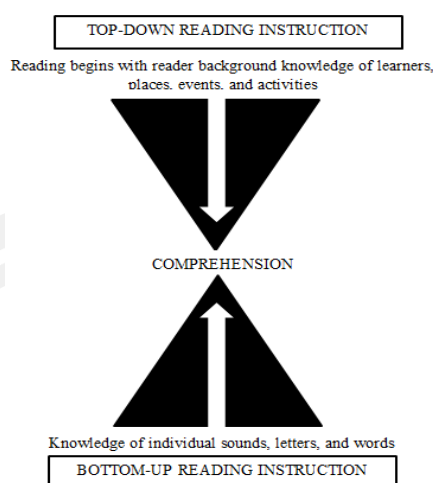 TOP-DOWN READING INSTRUCTION
Reading begins with reader background knowledge of learners,
places, events, and activities
COMPREHENSION
Knowledge of individual sounds, letters, and words
BOTTOM-UP READING INSTRUCTION